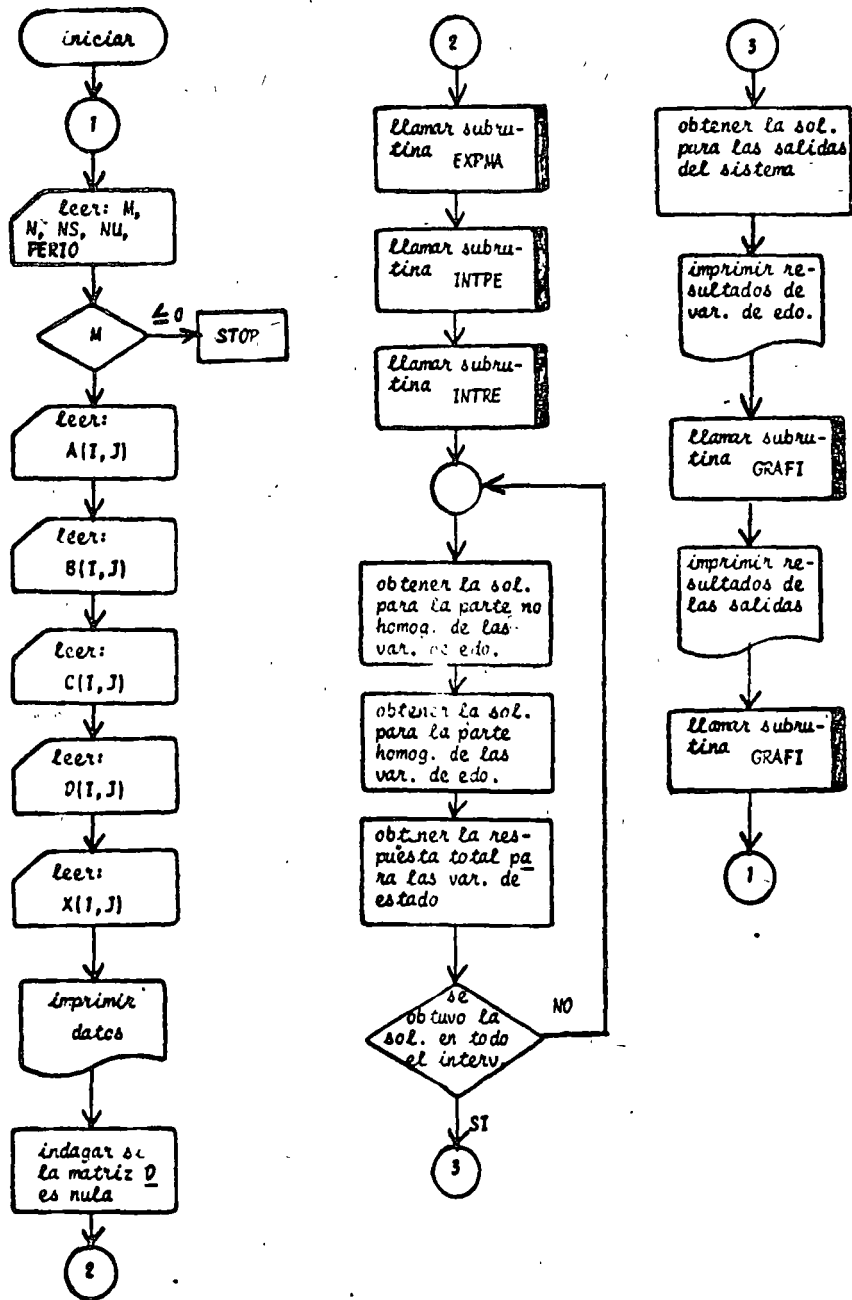 iniciar
1
leer: M,
N, NS, NU,
PERIO
M
≤ 0
STOP
leer:
A(I,J)
leer:
B(I,J)
leer:
C(I,J)
leer:
D(I,J)
leer:
X(I,J)
imprimir
datos
indagar si
la matriz D
es nula
2
2
llamar subru-
tina EXPMA
llamar subru-
tina INTPE
llamar subru-
tina INTRE
obtener la sol.
para la parte no
homog. de las
var. de edo.
obtener la sol.
para la parte
homog. de las
var. de edo.
obtener la res-
puesta total pa
ra las var. de
estado
se
obtuvo la
sol. en todo
el interv.
NO
SI
3
3
obtener la sol.
para las salidas
del sistema
imprimir re-
sultados de
var. de edo.
llamar subru-
tina GRAFI
imprimir re-
sultados de
las salidas
llamar subru-
tina GRAFI
1